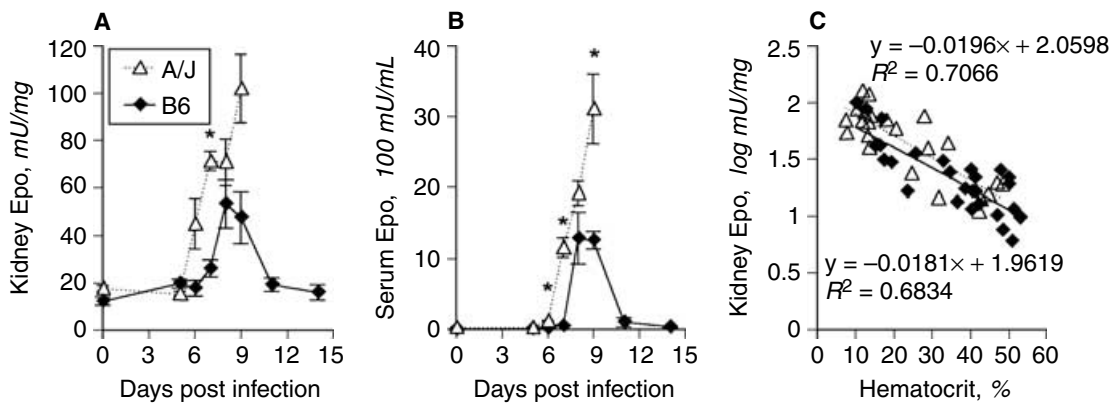 A
Kidney Epo, mU/mg
120
100
80
60
40
20
0
A/J
B6
*
0 3 6 9 12 15
Days post infection
B
Serum Epo, 100 mU/mL
40
30
20
10
0
* * *
0 3 6 9 12 15
Days post infection
C
Kidney Epo, log mU/mg
2.5
2
1.5
1
0.5
y = –0.0196× + 2.0598
R² = 0.7066
y = –0.0181× + 1.9619
R² = 0.6834
0 10 20 30 40 50 60
Hematocrit, %